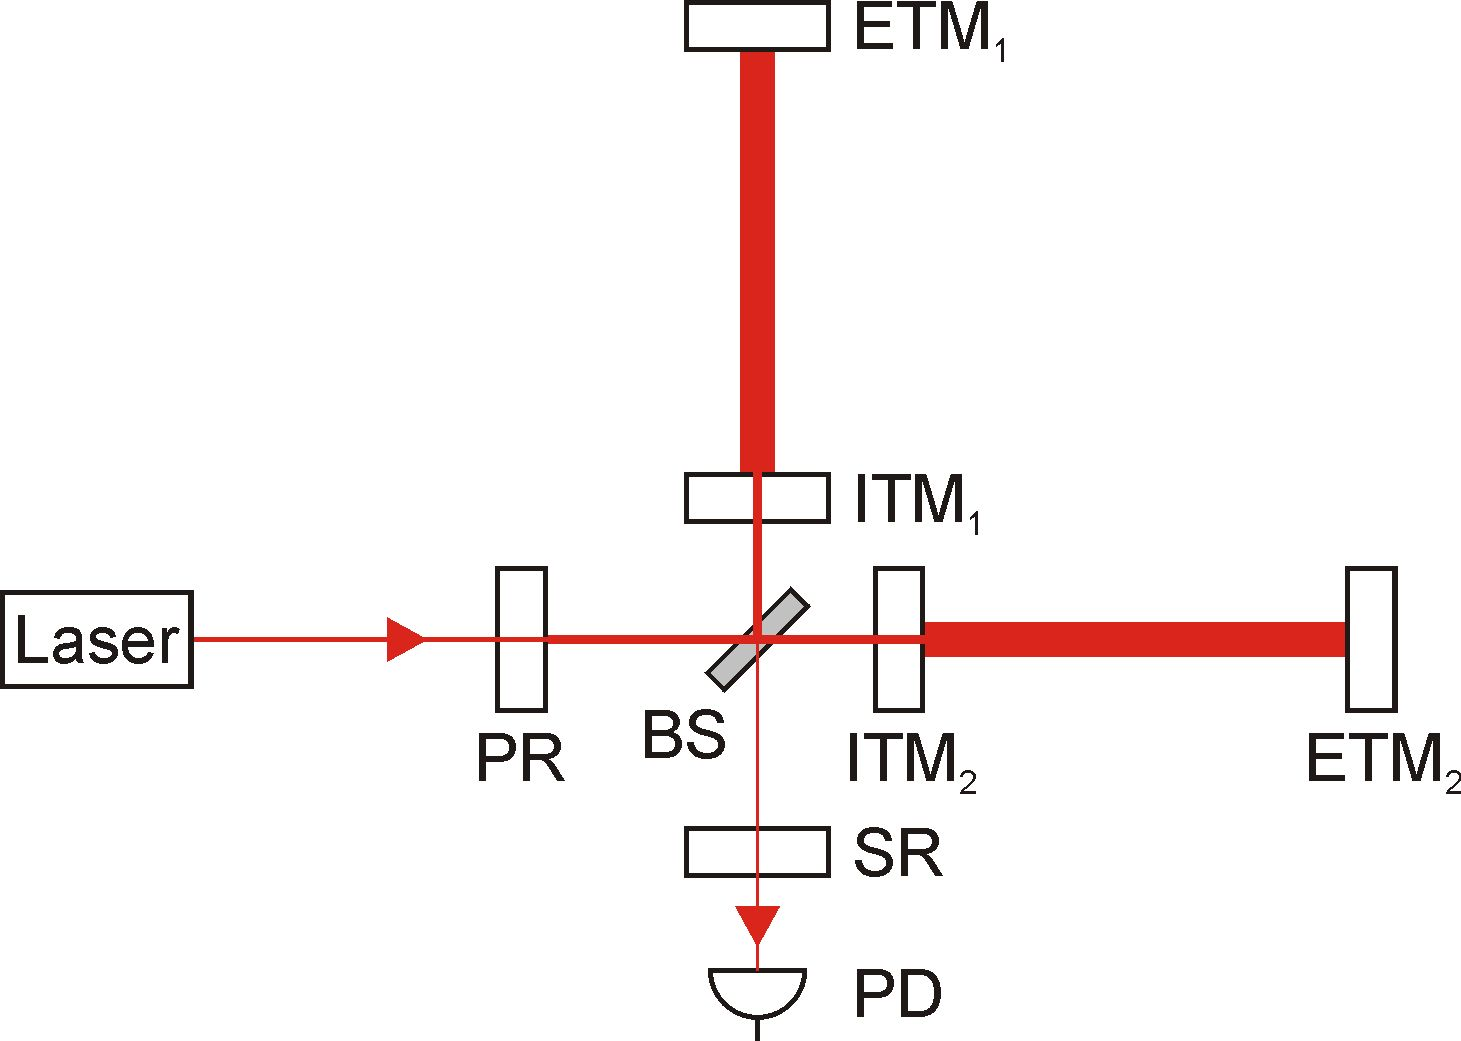 ETM₁
ITM₁
Laser
PR
BS
ITM₂
ETM₂
SR
PD